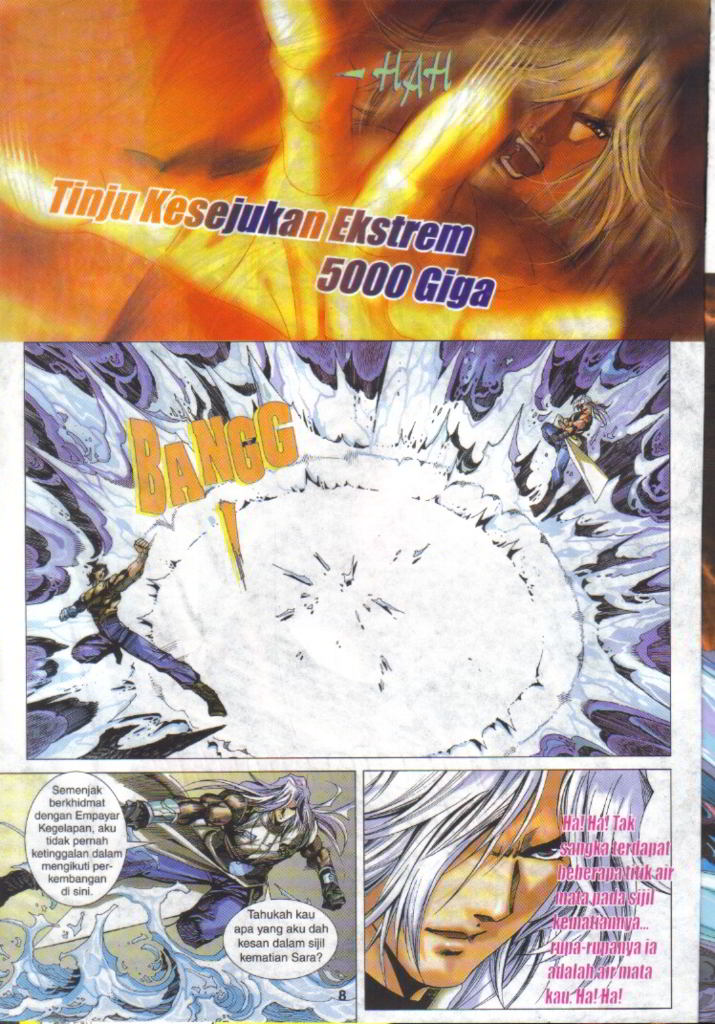 -HAH
Tinju Kesejukan Ekstrem
5000 Giga
BANGG
!
Semenjak
berkhidmat
dengan Empayar
Kegelapan, aku
tidak pernah
ketinggalan dalam
mengikuti per-
kembangan
di sini.
Tahukah kau
apa yang aku dah
kesan dalam sijil
kematian Sara?
Ha! Ha! Tak
sangka terdapat
beberapa titik air
mata pada sijil
kematiannya...
rupa-rupanya ia
adalah air mata
kau. Ha! Ha!
8